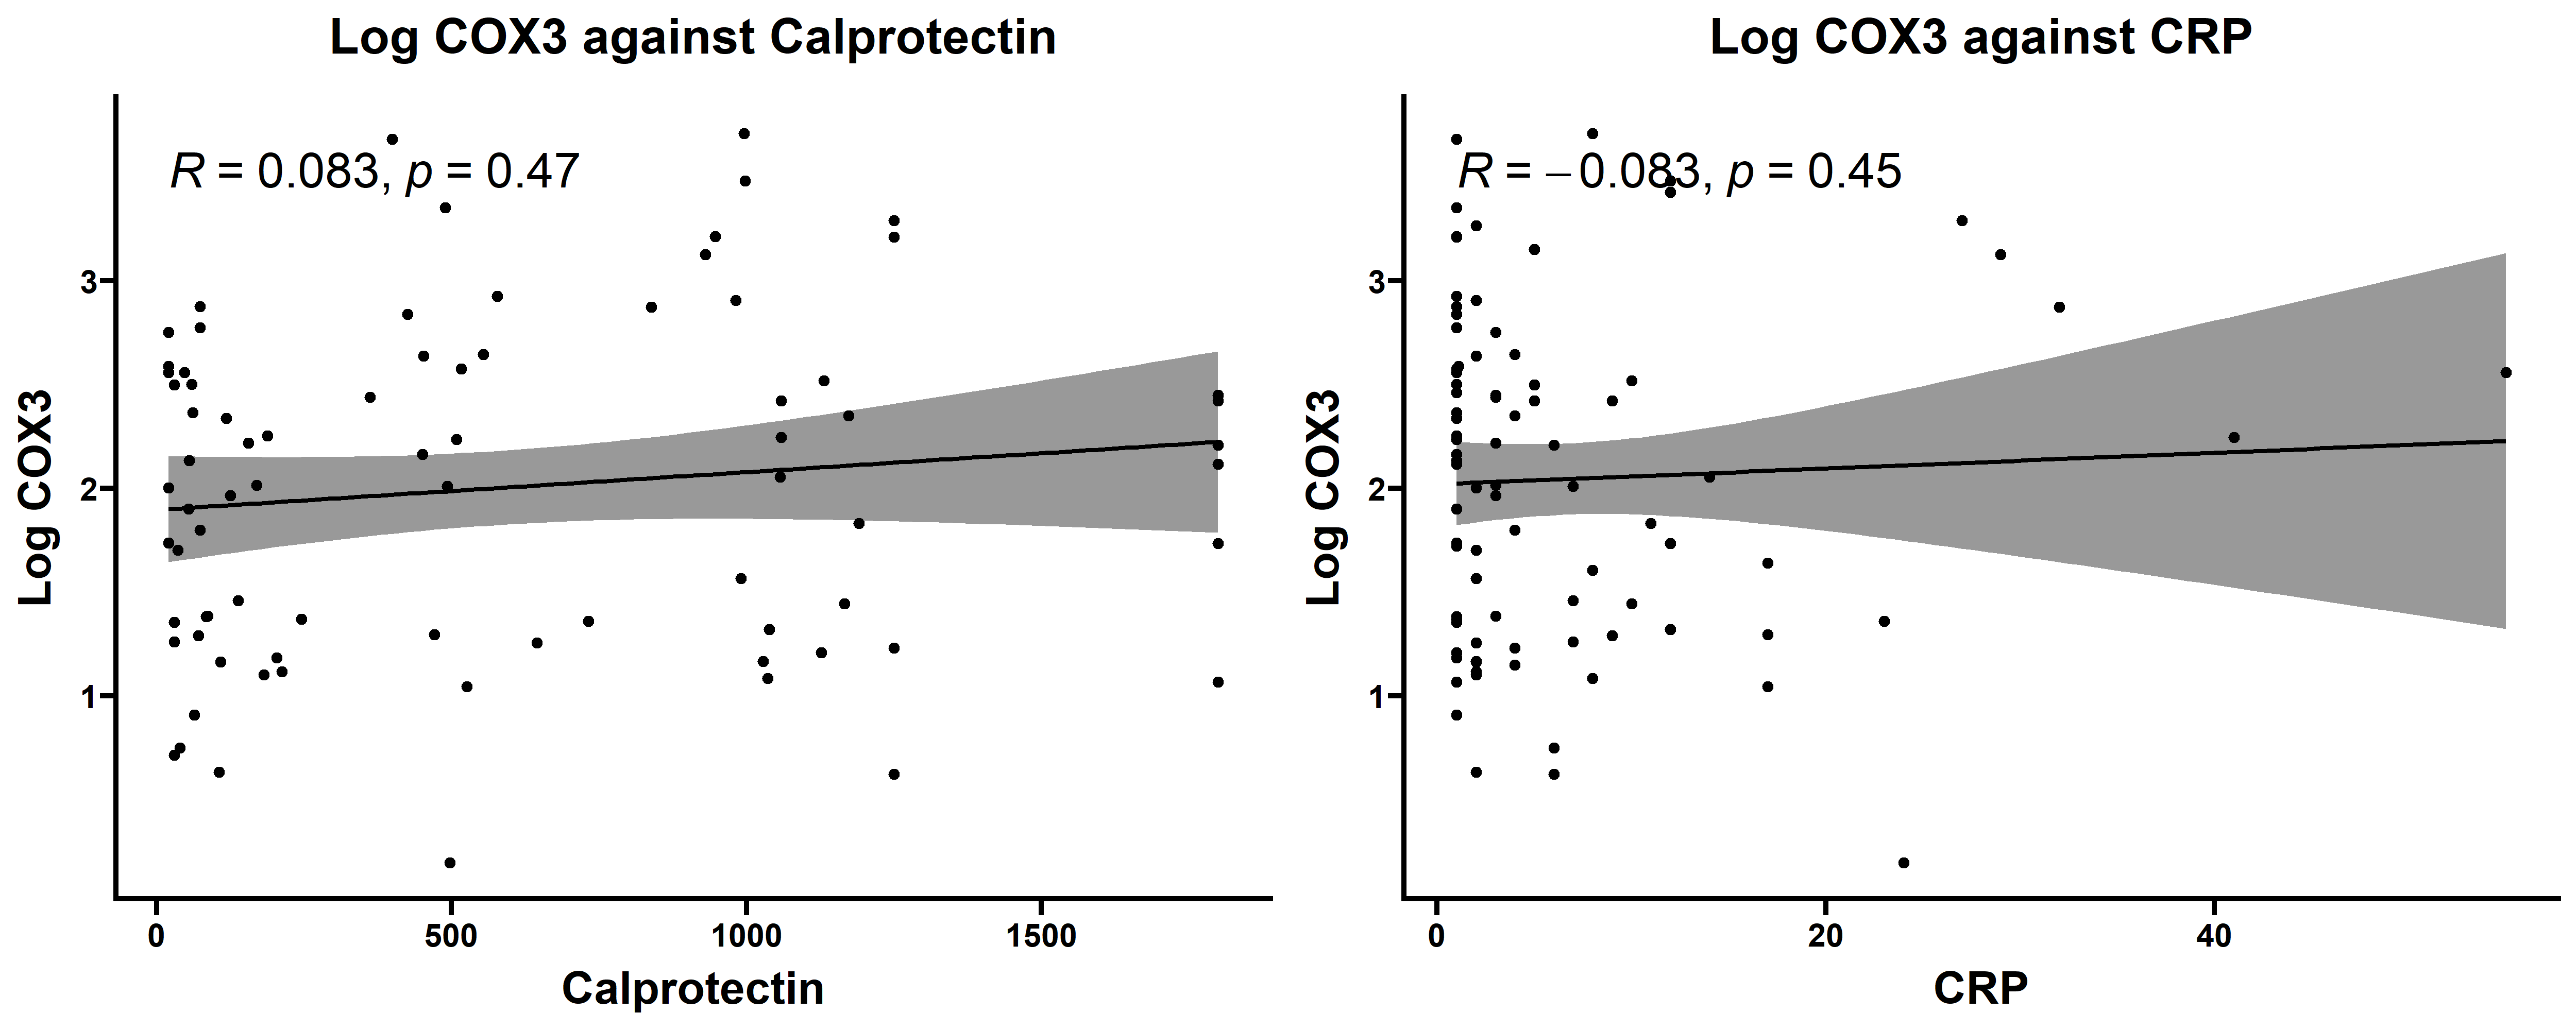 Log COX3 against Calprotectin
R = 0.083, p = 0.47
Log COX3
3
2
1
0 500 1000 1500
Calprotectin
Log COX3 against CRP
R = −0.083, p = 0.45
Log COX3
3
2
1
0 20 40
CRP